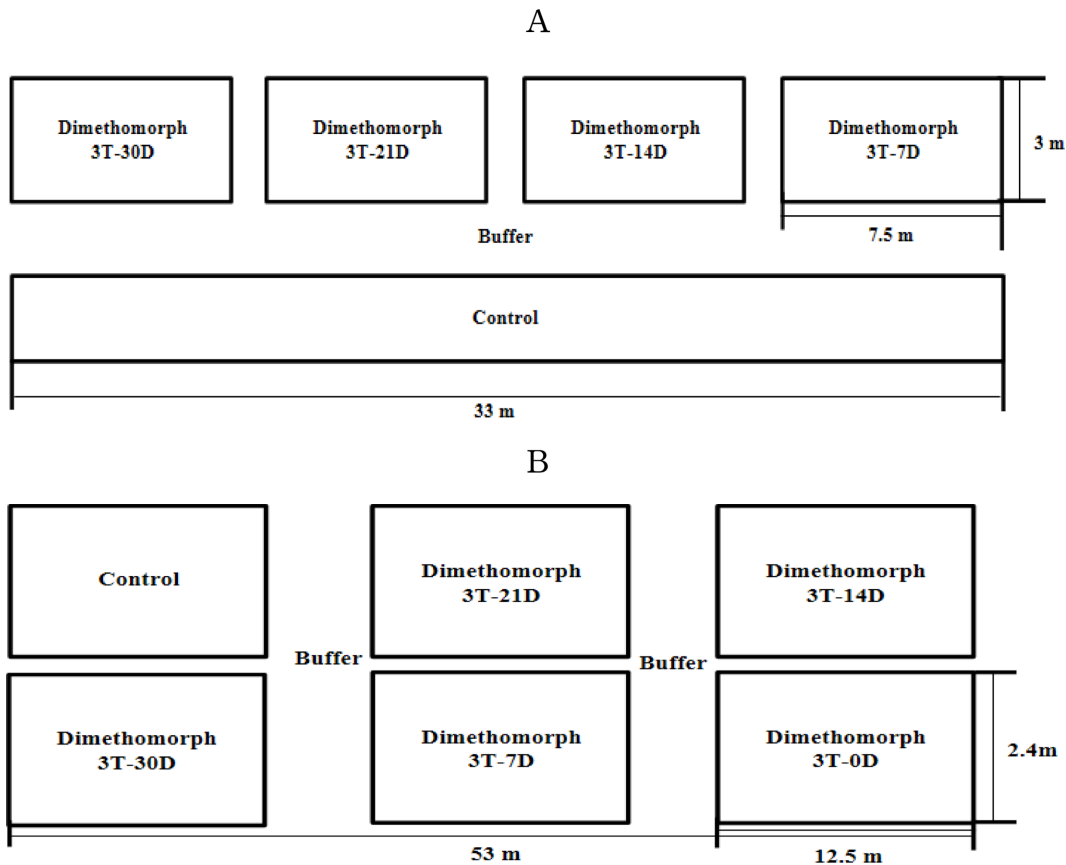 A
Dimethomorph
3T-30D
Dimethomorph
3T-21D
Dimethomorph
3T-14D
Dimethomorph
3T-7D
3 m
7.5 m
Buffer
Control
33 m
B
Control
Dimethomorph
3T-21D
Dimethomorph
3T-14D
Buffer
Buffer
Dimethomorph
3T-30D
Dimethomorph
3T-7D
Dimethomorph
3T-0D
2.4m
53 m
12.5 m